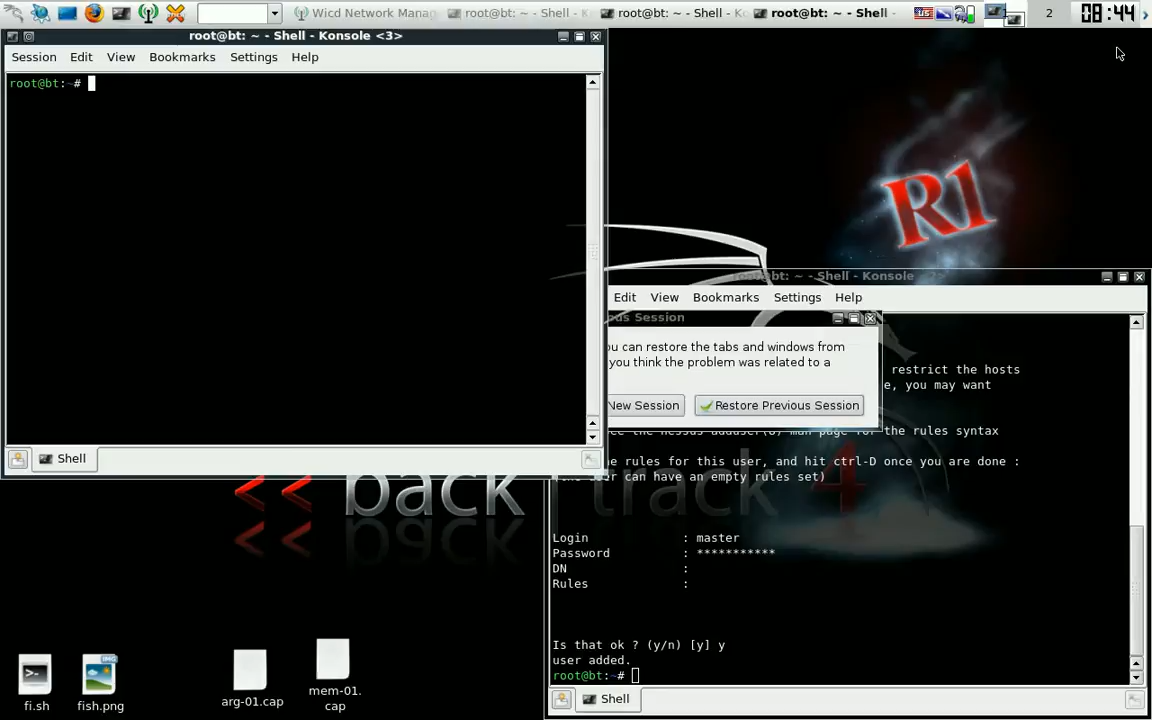 Wicd Network Mana
root@bt: ~ - Shell - K
root@bt: ~ - Shell - Ko
root@bt: ~ - Shell -
2
08:44
root@bt: ~ - Shell - Konsole <3>
Session Edit View Bookmarks Settings Help
root@bt:~#
Shell
R1
root@bt: ~ - Shell - Konsole <2>
Edit View Bookmarks Settings Help
us Session
ou can restore the tabs and windows from
you think the problem was related to a
New Session
Restore Previous Session
restrict the hosts
e, you may want
man page for the rules syntax
e rules for this user, and hit ctrl-D once you are done :
user can have an empty rules set)
<< back | track 4
Login : master
Password : ***********
DN :
Rules :
Is that ok ? (y/n) [y] y
user added.
root@bt:~#
Shell
fi.sh
fish.png
arg-01.cap
mem-01.
cap